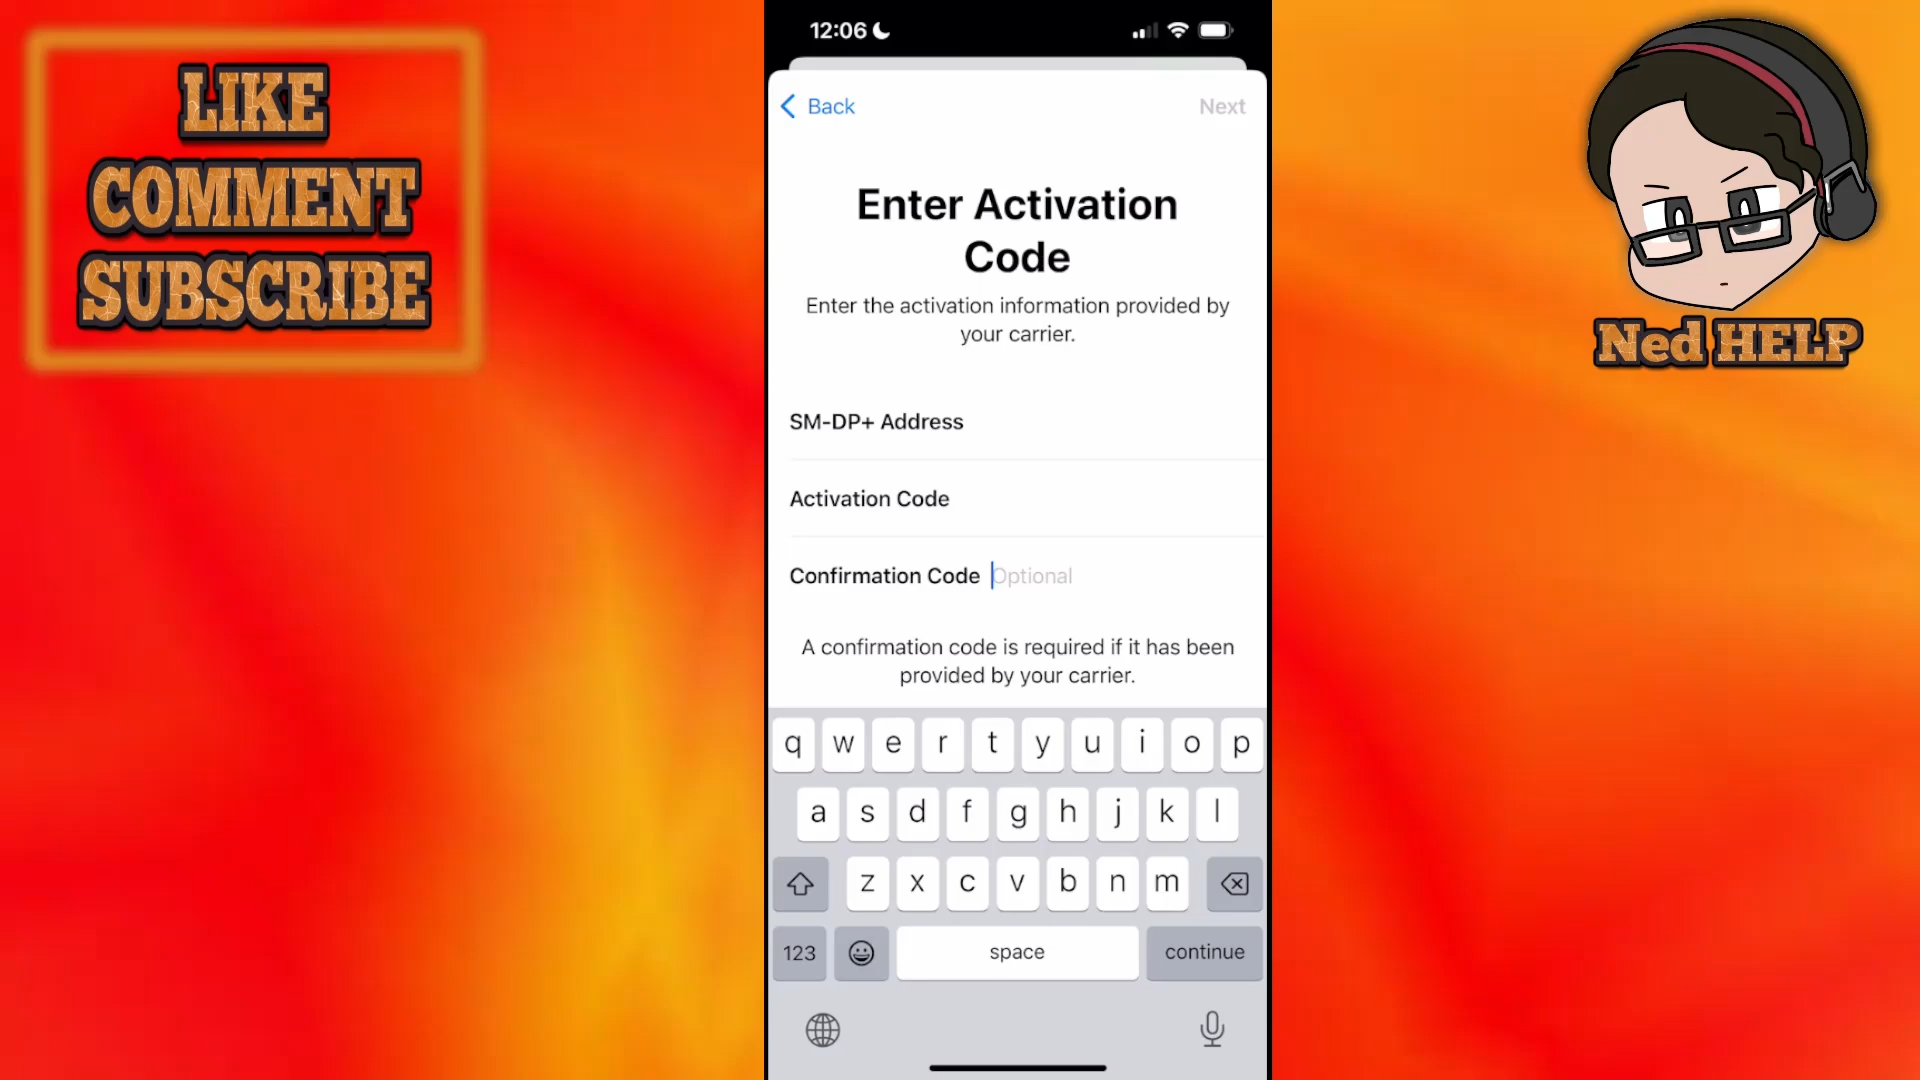 LIKE
COMMENT
SUBSCRIBE
12:06
Back
Next
Enter Activation
Code
Enter the activation information provided by
your carrier.
SM-DP+ Address
Activation Code
Confirmation Code Optional
A confirmation code is required if it has been
provided by your carrier.
q w e r t y u i o p
a s d f g h j k l
z x c v b n m
123 space continue
Ned HELP